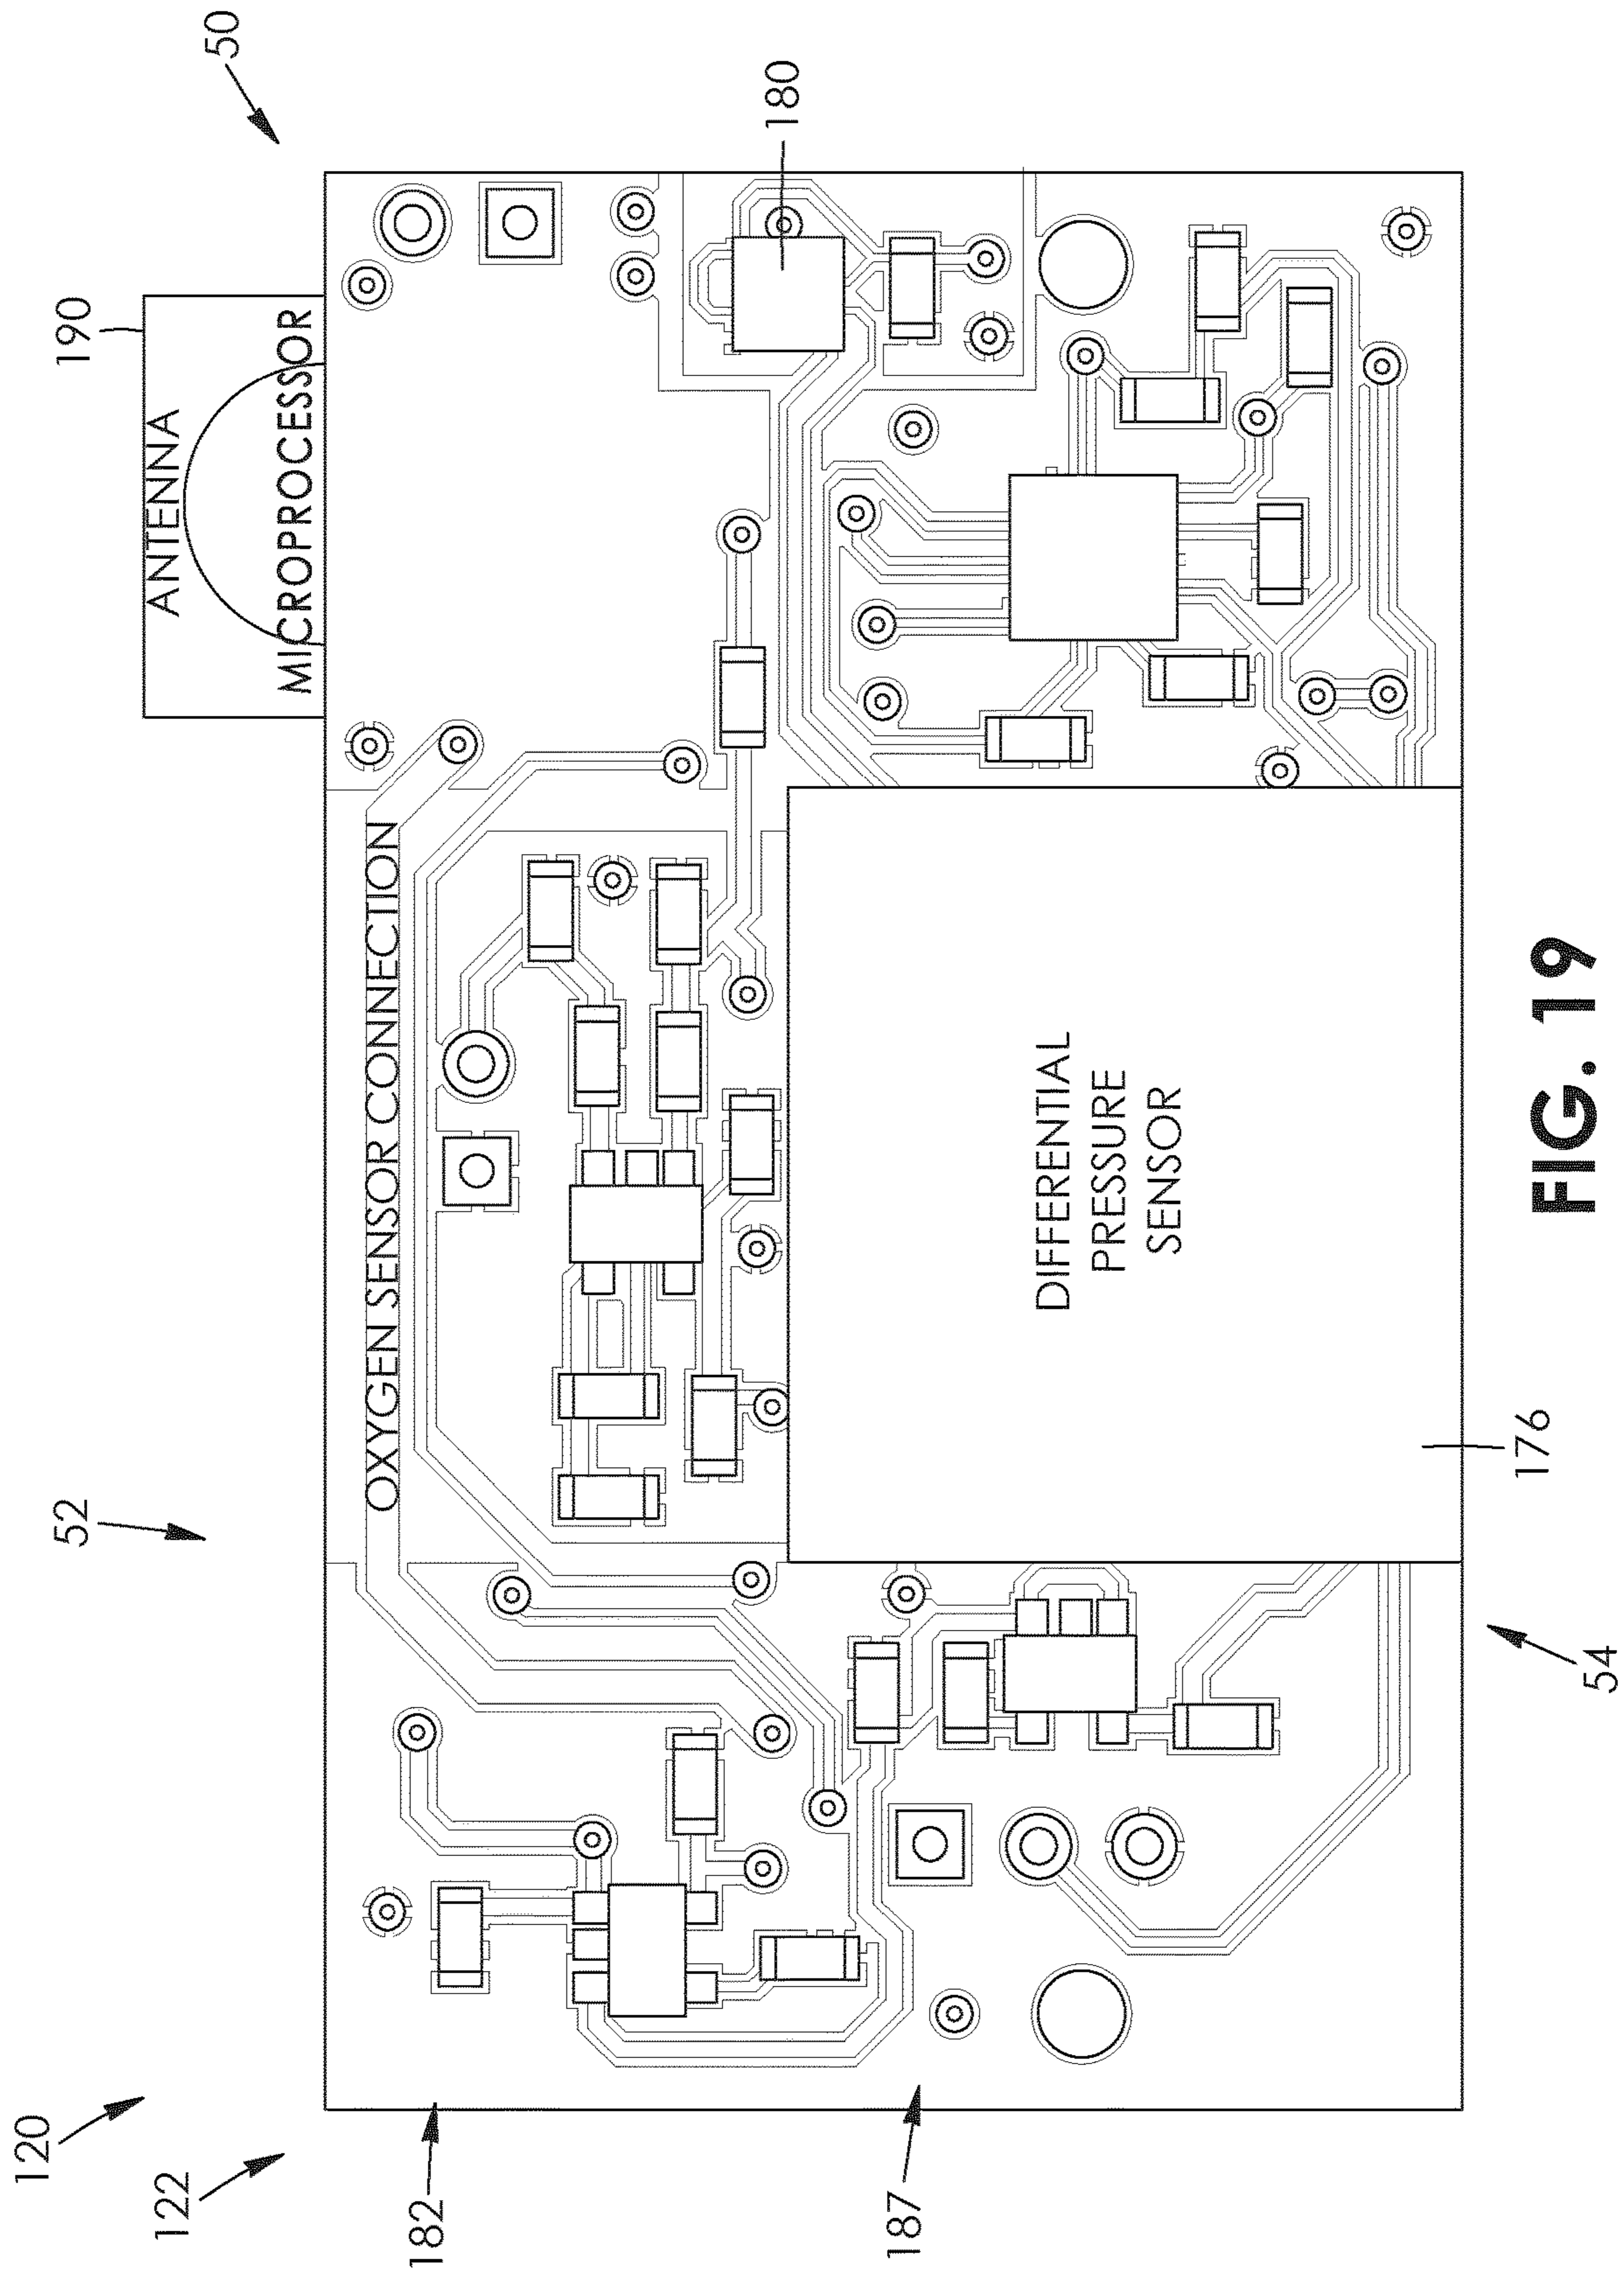 120
122
182
187
52
OXYGEN SENSOR CONNECTION
ANTENNA
MICROPROCESSOR
190
50
180
DIFFERENTIAL
PRESSURE
SENSOR
176
54
FIG. 19